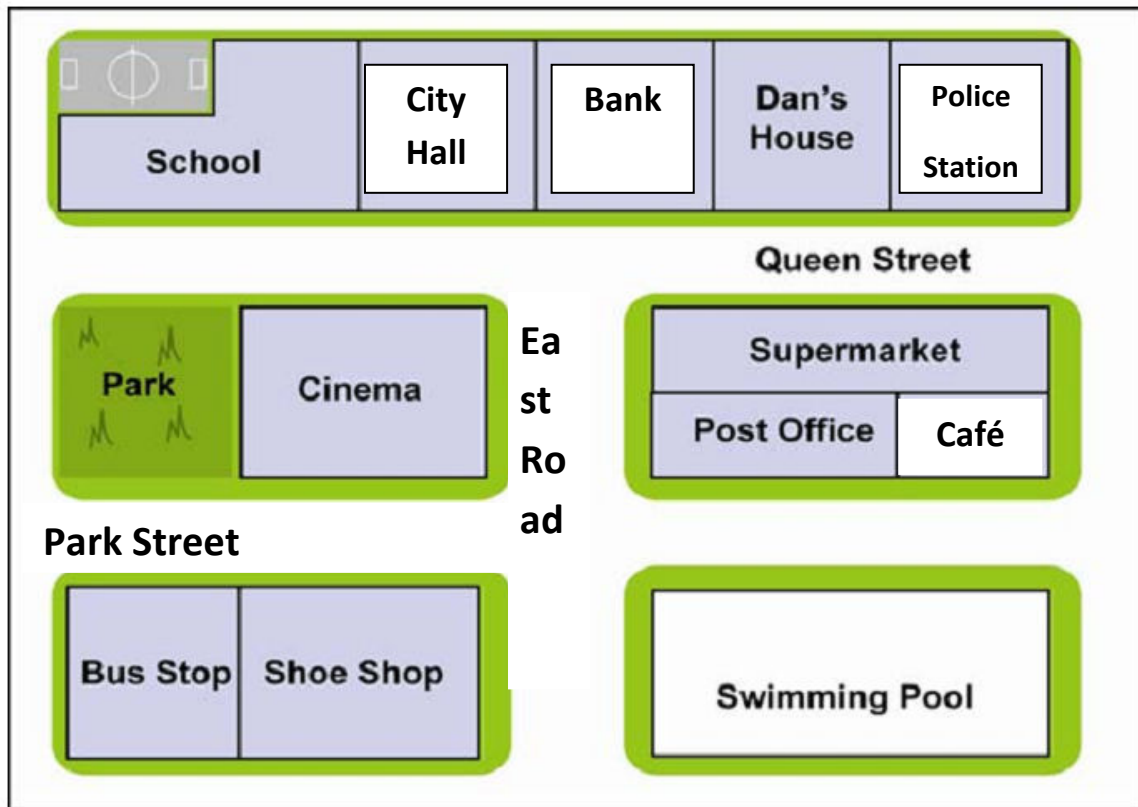 City
Hall
Bank
Dan's
House
Police
Station
School
Queen Street
Park
Cinema
Ea
st
Ro
ad
Supermarket
Post Office
Café
Park Street
Bus Stop
Shoe Shop
Swimming Pool